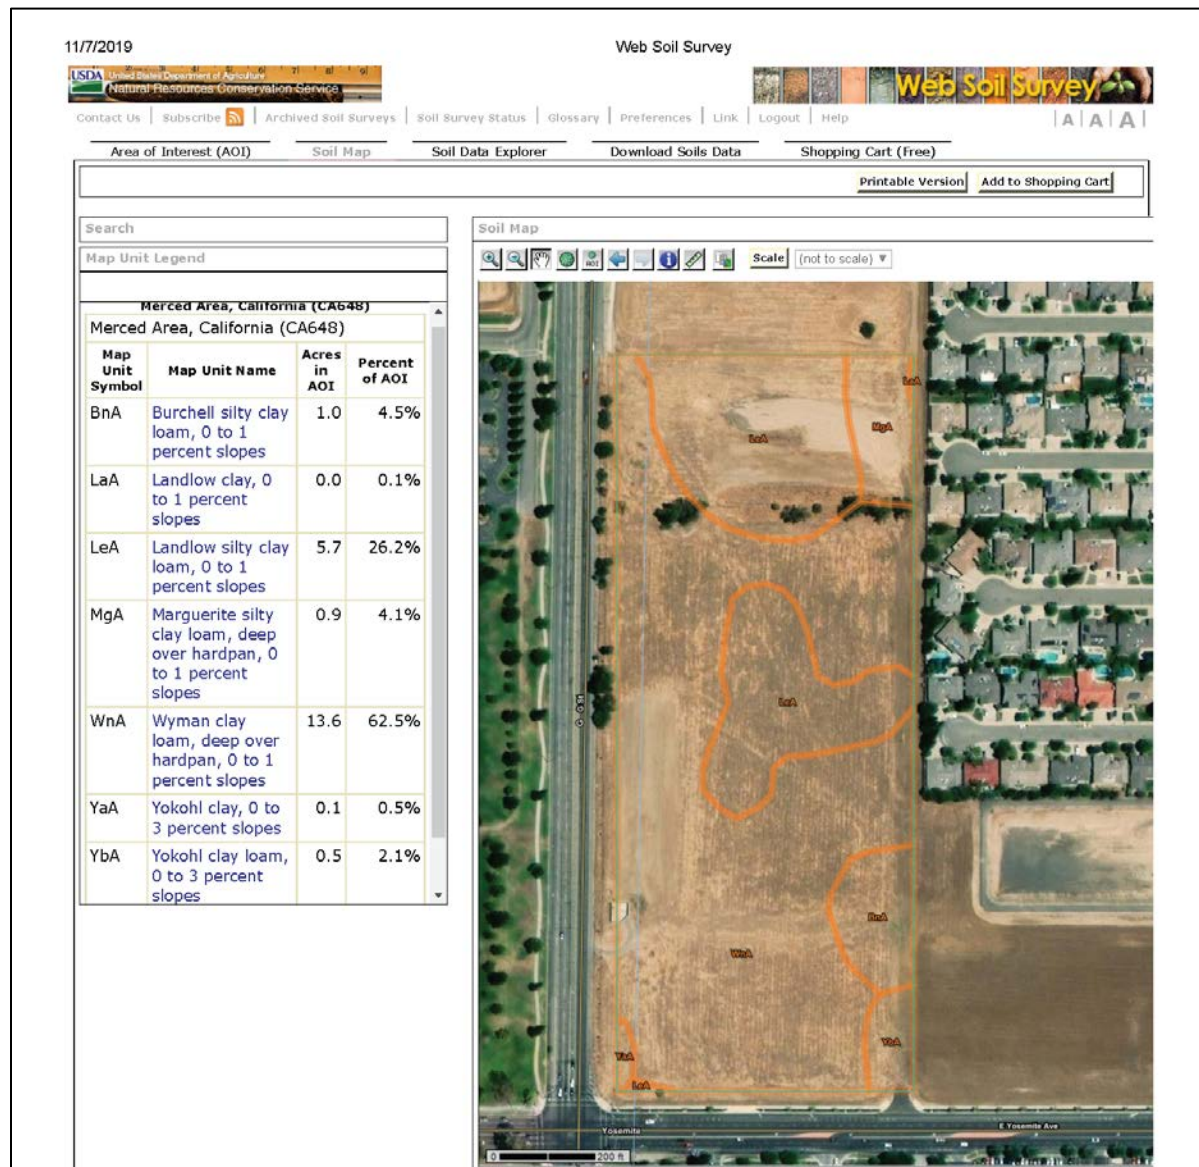 11/7/2019
Web Soil Survey
USDA United States Department of Agriculture
Natural Resources Conservation Service
Web Soil Survey
Contact Us | Subscribe | Archived Soil Surveys | Soil Survey Status | Glossary | Preferences | Link | Logout | Help | A | A | A |
Area of Interest (AOI) Soil Map Soil Data Explorer Download Soils Data Shopping Cart (Free)
Printable Version Add to Shopping Cart
Search
Map Unit Legend
Merced Area, California (CA648)
Merced Area, California (CA648)
Map Unit Symbol Map Unit Name Acres in AOI Percent of AOI
BnA Burchell silty clay 1.0 4.5%
loam, 0 to 1
percent slopes
LaA Landlow clay, 0 0.0 0.1%
to 1 percent
slopes
LeA Landlow silty clay 5.7 26.2%
loam, 0 to 1
percent slopes
MgA Marguerite silty 0.9 4.1%
clay loam, deep
over hardpan, 0
to 1 percent
slopes
WnA Wyman clay 13.6 62.5%
loam, deep over
hardpan, 0 to 1
percent slopes
YaA Yokohl clay, 0 to 0.1 0.5%
3 percent slopes
YbA Yokohl clay loam, 0.5 2.1%
0 to 3 percent
slopes
Soil Map
AOI
Scale (not to scale)
LaA
LeA
MgA
LeA
BnA
WnA
YbA
YaA
LeA
Yosemite
E Yosemite Ave
0 200 ft